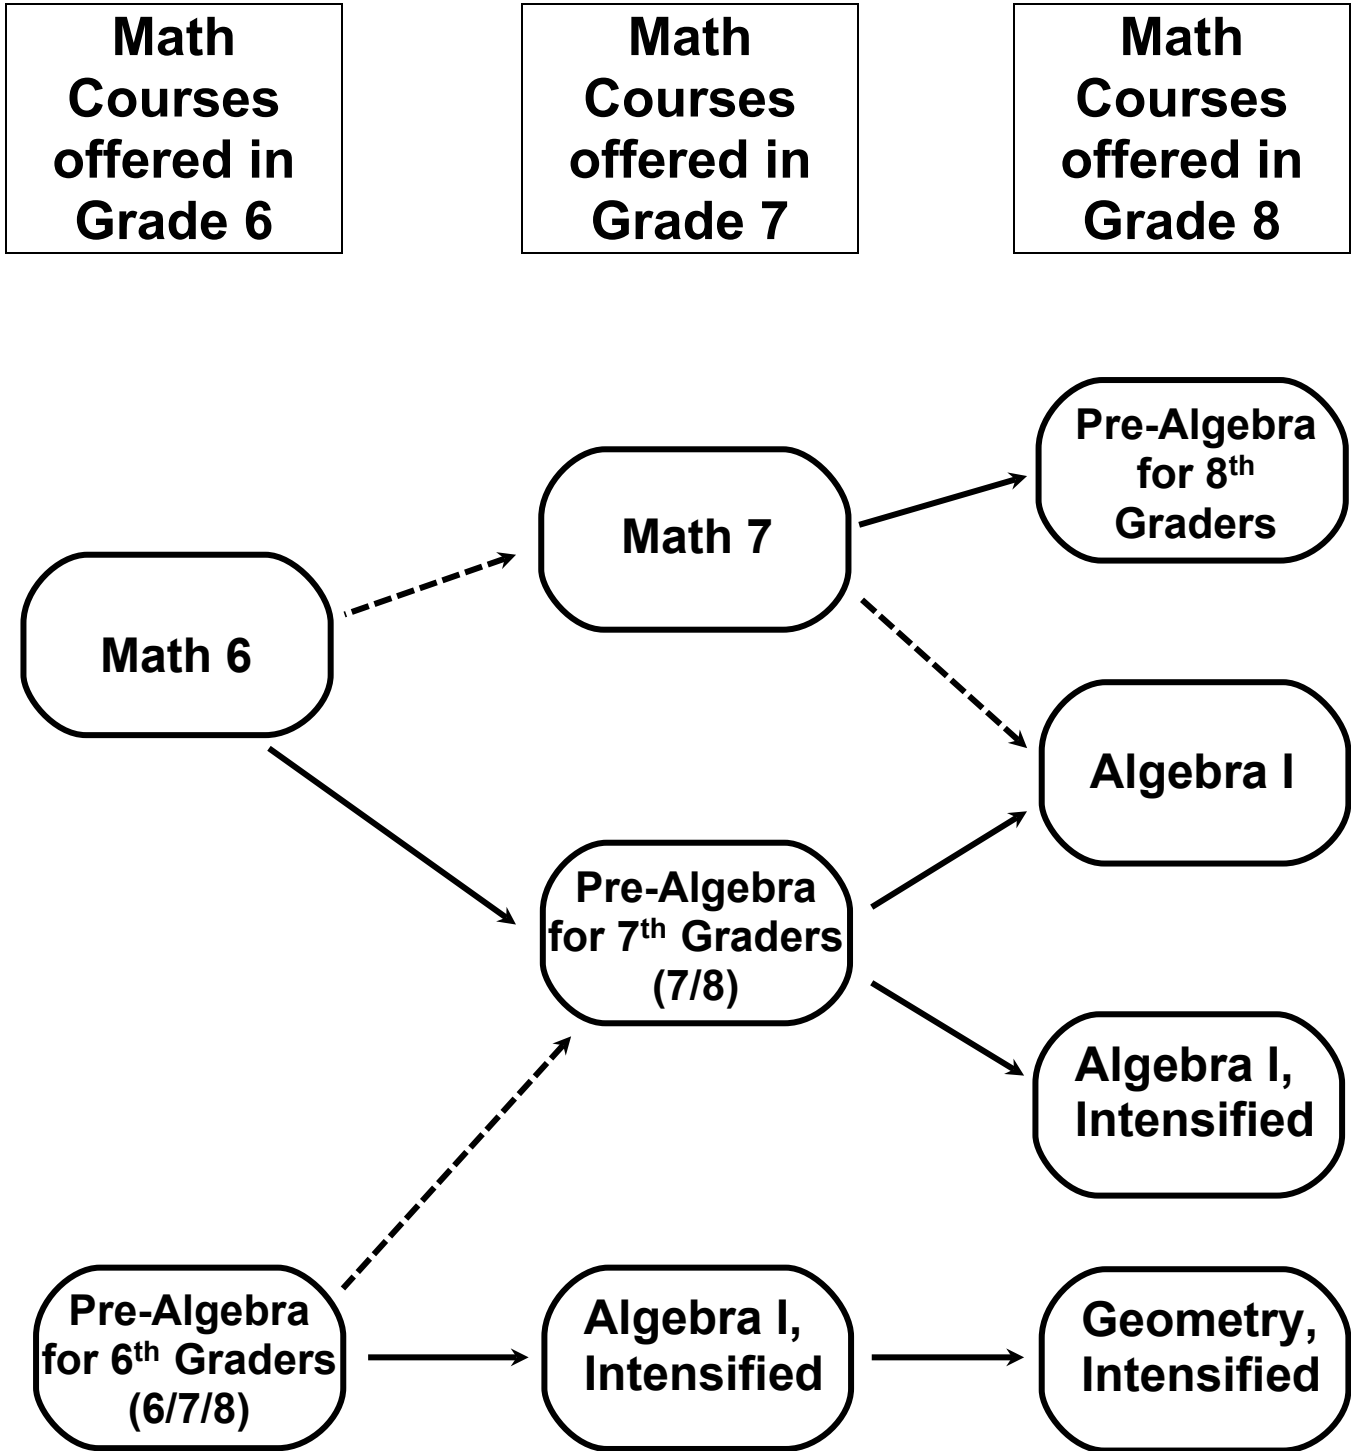 Math
Courses
offered in
Grade 6
Math
Courses
offered in
Grade 7
Math
Courses
offered in
Grade 8
Pre-Algebra
for 8th
Graders
Math 7
Math 6
Algebra I
Pre-Algebra
for 7th Graders
(7/8)
Algebra I,
Intensified
Pre-Algebra
for 6th Graders
(6/7/8)
Algebra I,
Intensified
Geometry,
Intensified